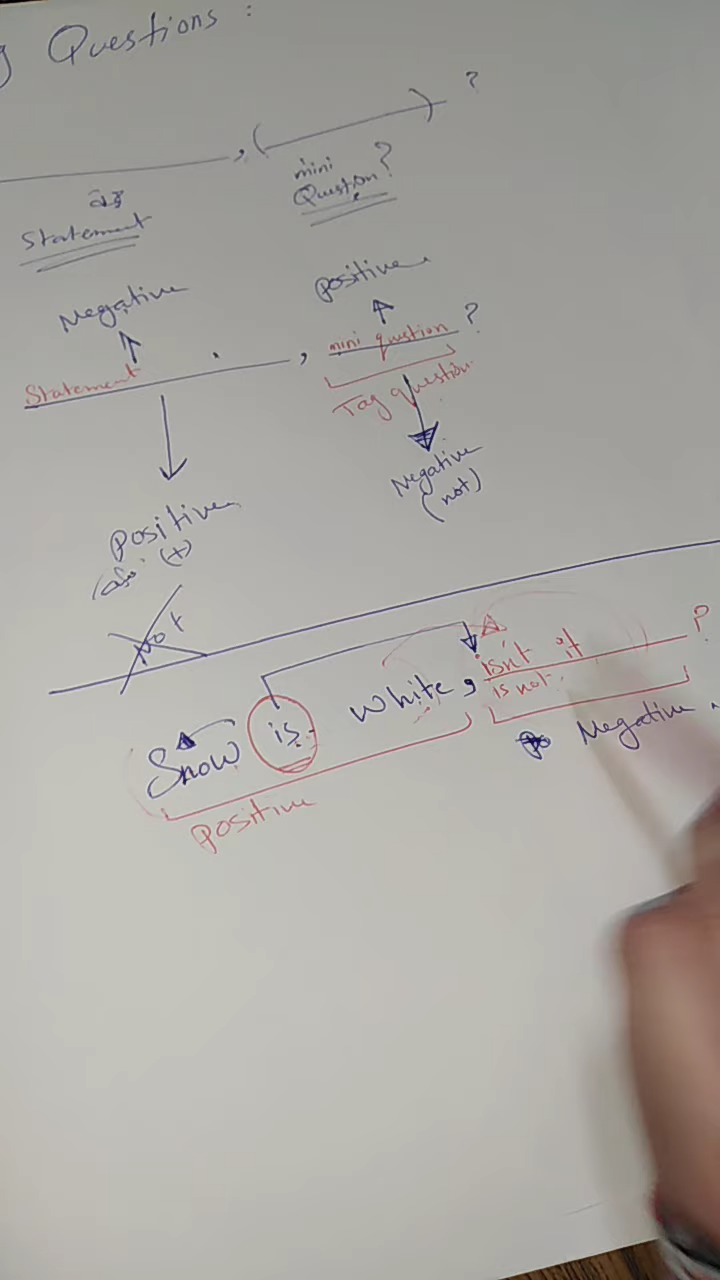 g Questions :
, ( ) ?
mini
Question?
Statement
Negative
positive
Statement , mini question ?
Tag question
positive
(+)
Negative
(not)
Not
Snow is white, isn't it ?
is not
positive
Negative